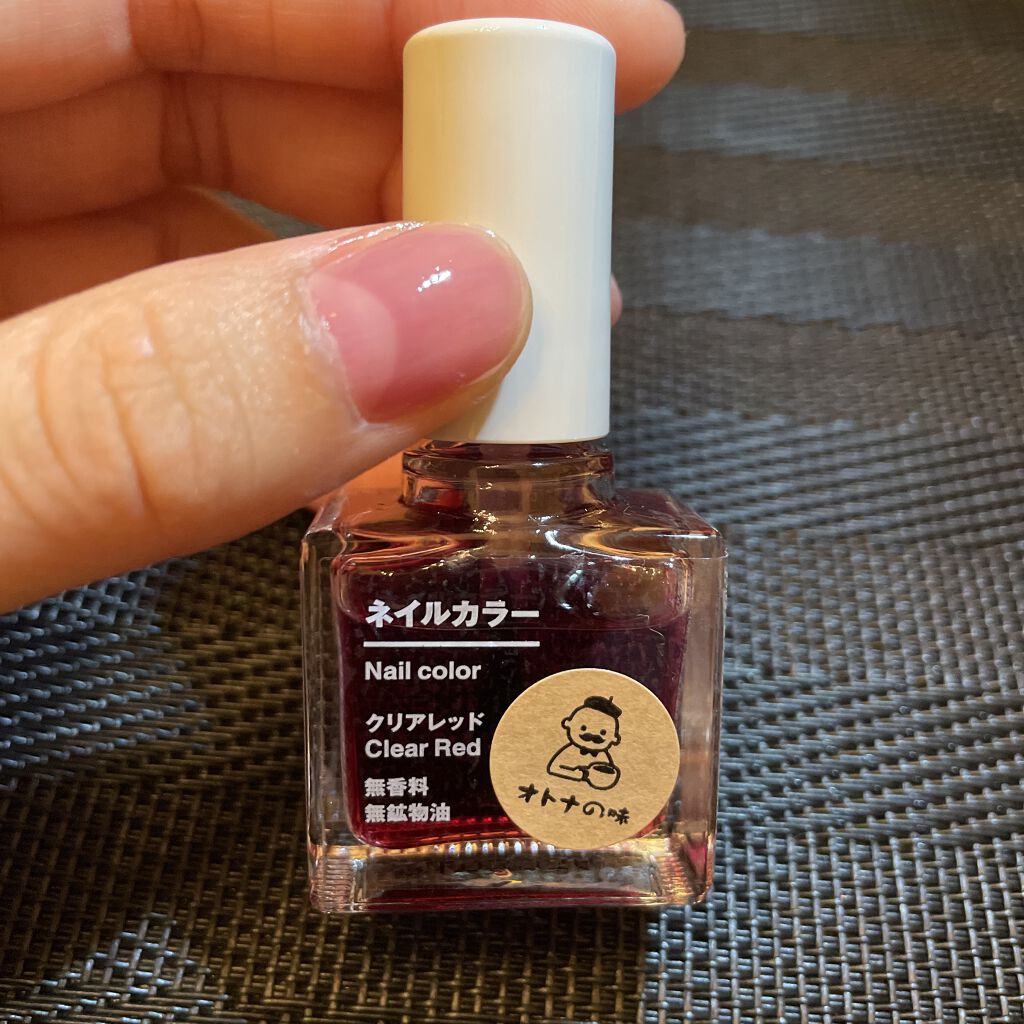 ネイルカラー
Nail color
クリアレッド
Clear Red
無香料
無鉱物油
オトナの味